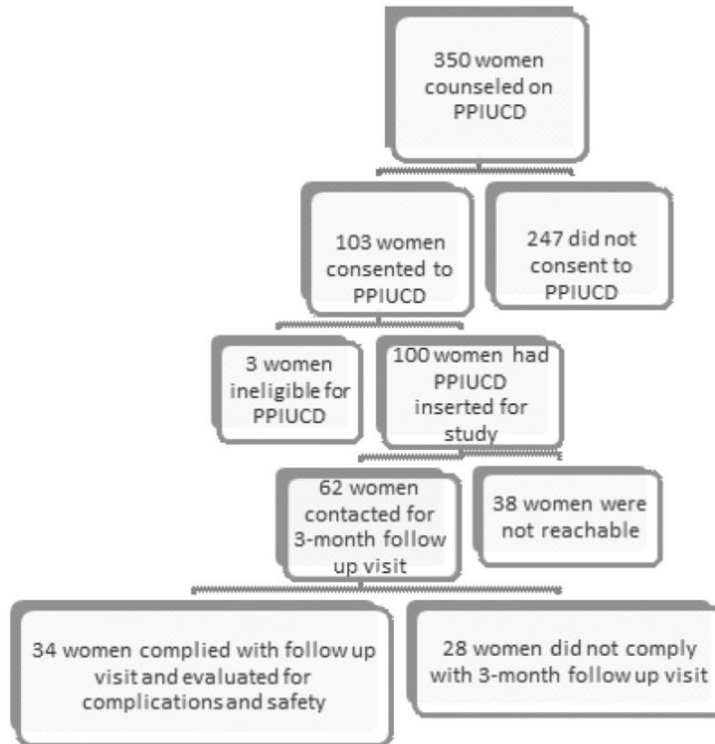 350 women
counseled on
PPIUCD
103 women
consented to
PPIUCD
247 did not
consent to
PPIUCD
3 women
ineligible for
PPIUCD
100 women had
PPIUCD
inserted for
study
62 women
contacted for
3-month follow
up visit
38 women were
not reachable
34 women complied with follow up
visit and evaluated for
complications and safety
28 women did not comply
with 3-month follow up visit